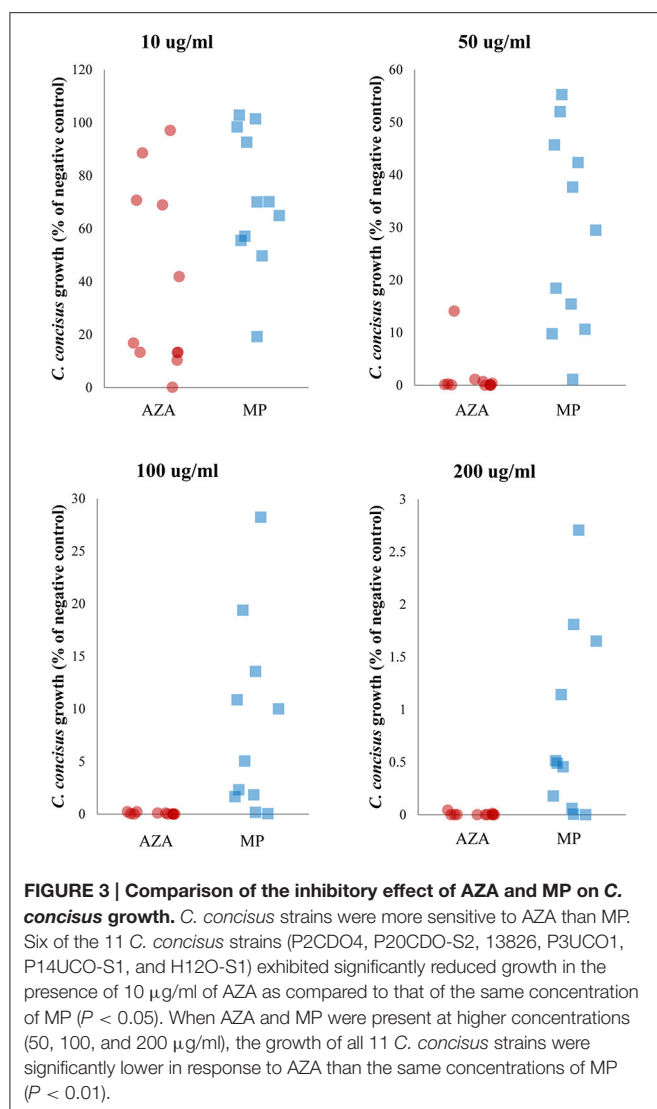 10 ug/ml
C. concisus growth (% of negative control)
120
100
80
60
40
20
0
AZA
MP
50 ug/ml
C. concisus growth (% of negative control)
60
50
40
30
20
10
0
AZA
MP
100 ug/ml
C. concisus growth (% of negative control)
30
25
20
15
10
5
0
AZA
MP
200 ug/ml
C. concisus growth (% of negative control)
3
2.5
2
1.5
1
0.5
0
AZA
MP
FIGURE 3 | Comparison of the inhibitory effect of AZA and MP on C.
concisus growth. C. concisus strains were more sensitive to AZA than MP.
Six of the 11 C. concisus strains (P2CDO4, P20CDO-S2, 13826, P3UCO1,
P14UCO-S1, and H12O-S1) exhibited significantly reduced growth in the
presence of 10 μg/ml of AZA as compared to that of the same concentration
of MP (P < 0.05). When AZA and MP were present at higher concentrations
(50, 100, and 200 μg/ml), the growth of all 11 C. concisus strains were
significantly lower in response to AZA than the same concentrations of MP
(P < 0.01).